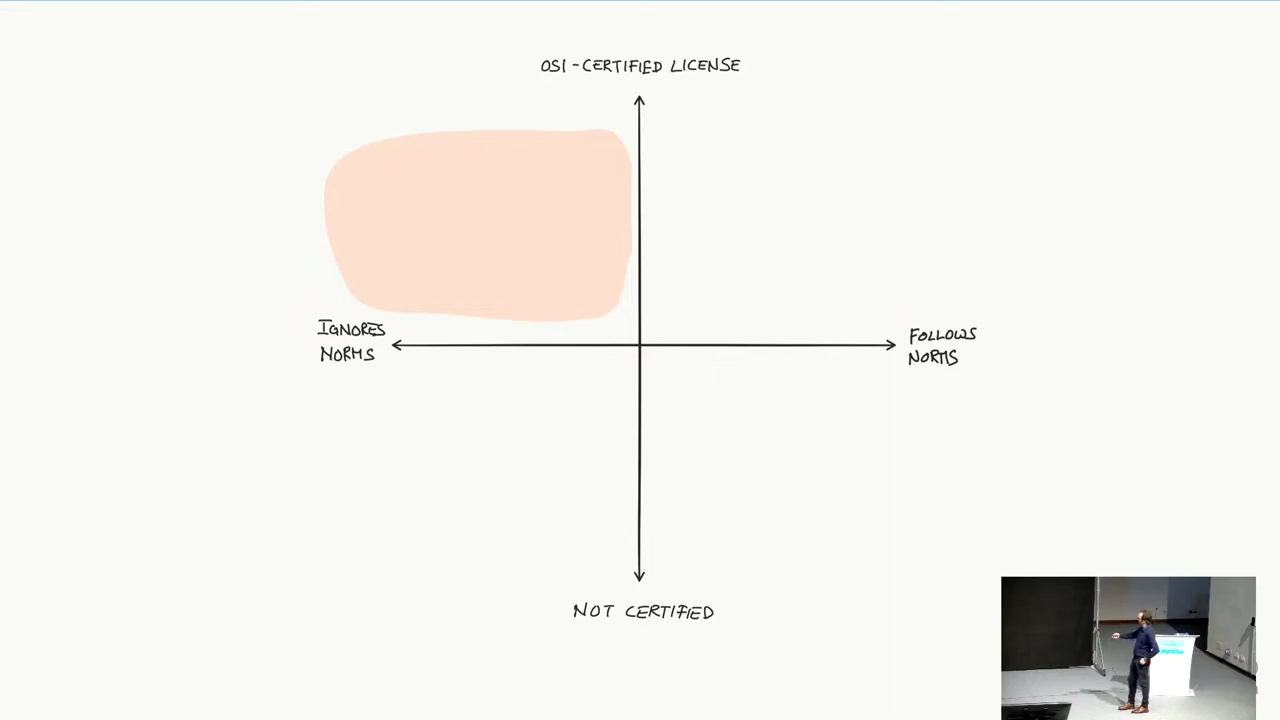 OSI-CERTIFIED LICENSE
IGNORES
NORMS
FOLLOWS
NORMS
NOT CERTIFIED